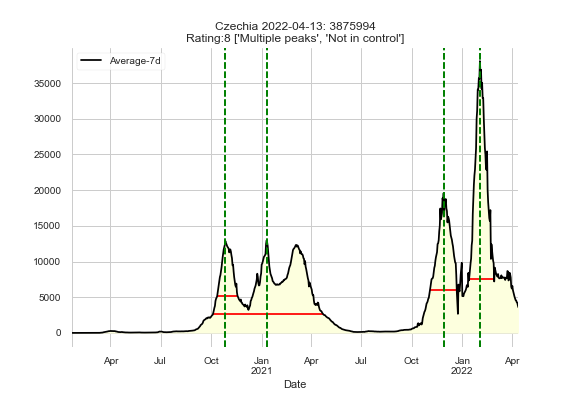 Czechia 2022-04-13: 3875994
Rating:8 ['Multiple peaks', 'Not in control']
Average-7d
35000
30000
25000
20000
15000
10000
5000
0
Apr Jul Oct Jan Apr Jul Oct Jan Apr
2021 2022
Date